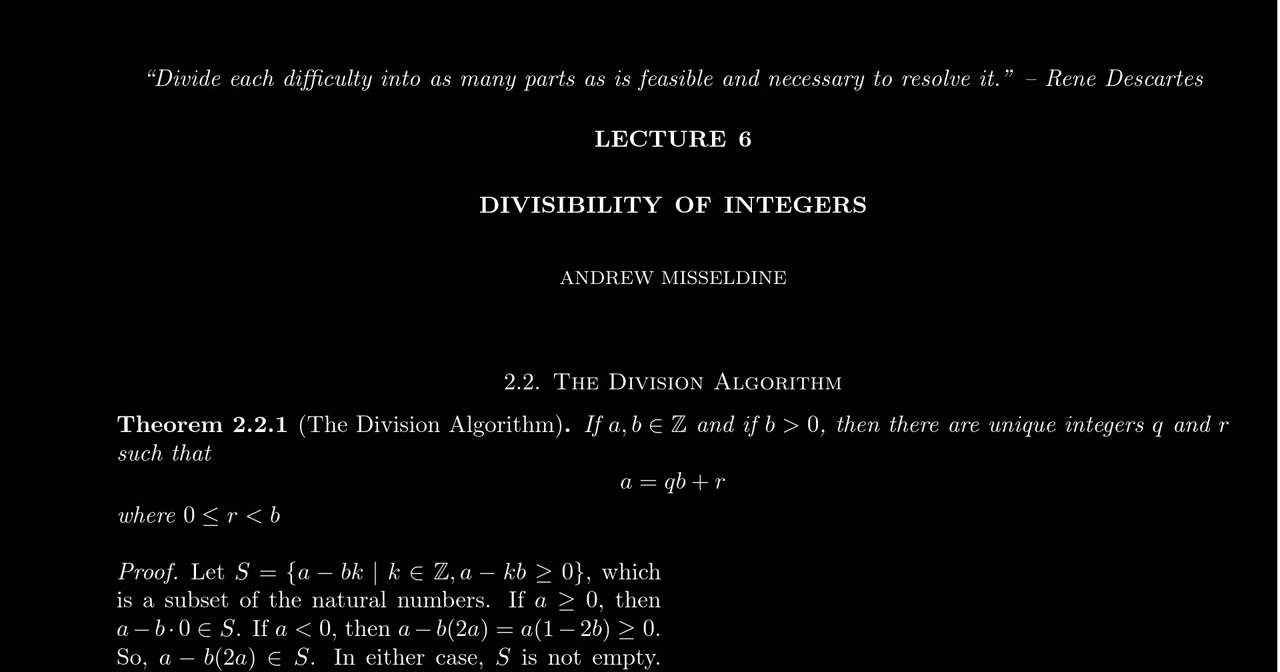 “Divide each difficulty into as many parts as is feasible and necessary to resolve it.” – Rene Descartes
LECTURE 6
DIVISIBILITY OF INTEGERS
ANDREW MISSELDINE
2.2. The Division Algorithm
Theorem 2.2.1 (The Division Algorithm). If a, b ∈ ℤ and if b > 0, then there are unique integers q and r
such that
a = qb + r
where 0 ≤ r < b
Proof. Let S = {a − bk | k ∈ ℤ, a − kb ≥ 0}, which
is a subset of the natural numbers. If a ≥ 0, then
a − b · 0 ∈ S. If a < 0, then a − b(2a) = a(1 − 2b) ≥ 0.
So, a − b(2a) ∈ S. In either case, S is not empty.